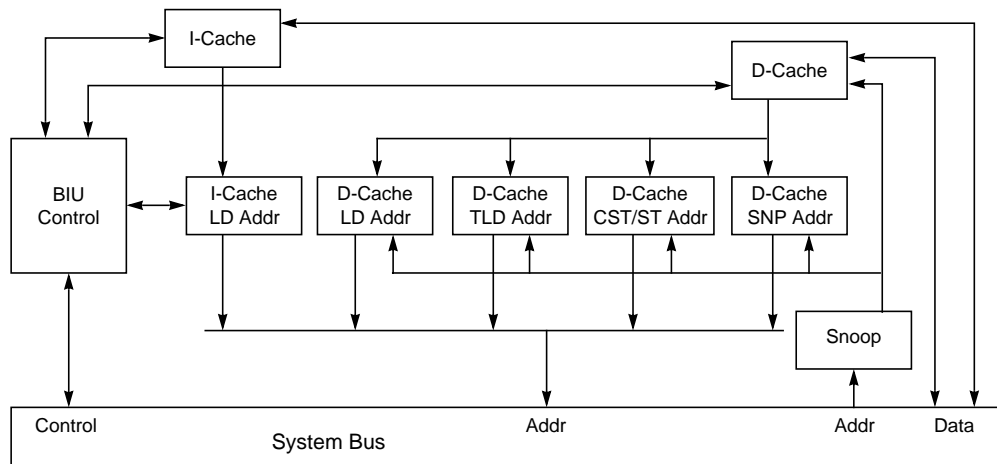 I-Cache
D-Cache
BIU
Control
I-Cache
LD Addr
D-Cache
LD Addr
D-Cache
TLD Addr
D-Cache
CST/ST Addr
D-Cache
SNP Addr
Snoop
Control
Addr
Addr
Data
System Bus